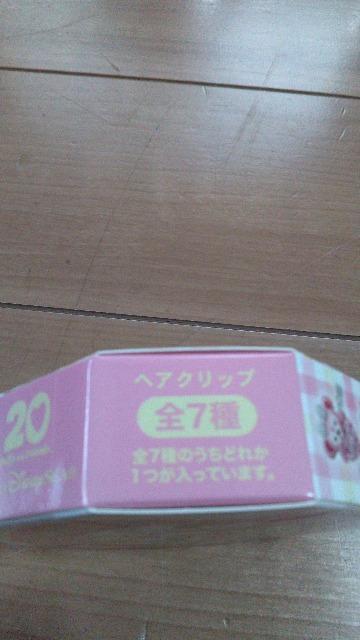 20
ヘアクリップ
全7種
全7種のうちどれか
1つが入っています。